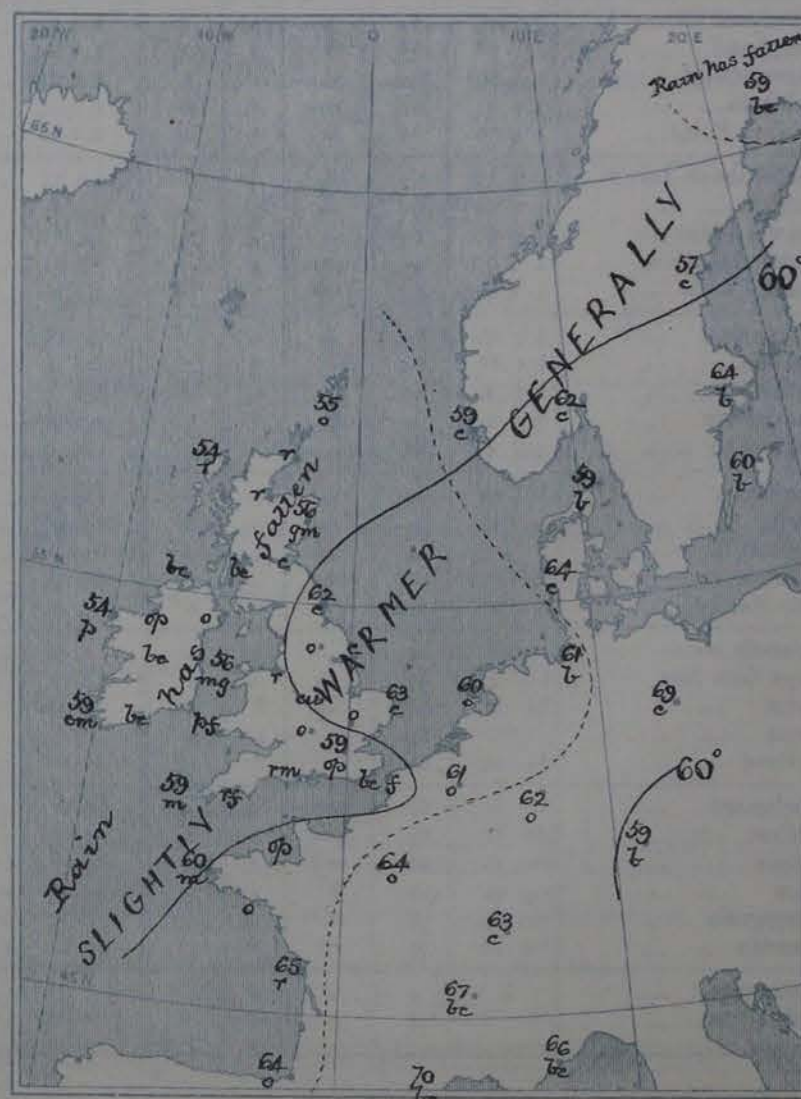 20°W
10°W
0
10°E
20°E
Rain has fallen
59
bc
65 N
GENERALLY
57
c
60°
64
b
55
o
59
c
62
c
54
r
r
60
b
r
fallen
56
gm
59
b
55 N
bc
bc
c
64
c
WARMER
54
p
op
o
62
c
bc
has
56
mg
o
c
61
b
59
cm
bc
r
63
c
60
o
69
c
pf
o
o
59
op
rm
bc
f
61
o
60°
59
m
rf
62
o
59
b
Rain
SLIGHTLY
60
m
op
64
o
o
63
c
45 N
65
r
67
bc
64
o
66
bc
70